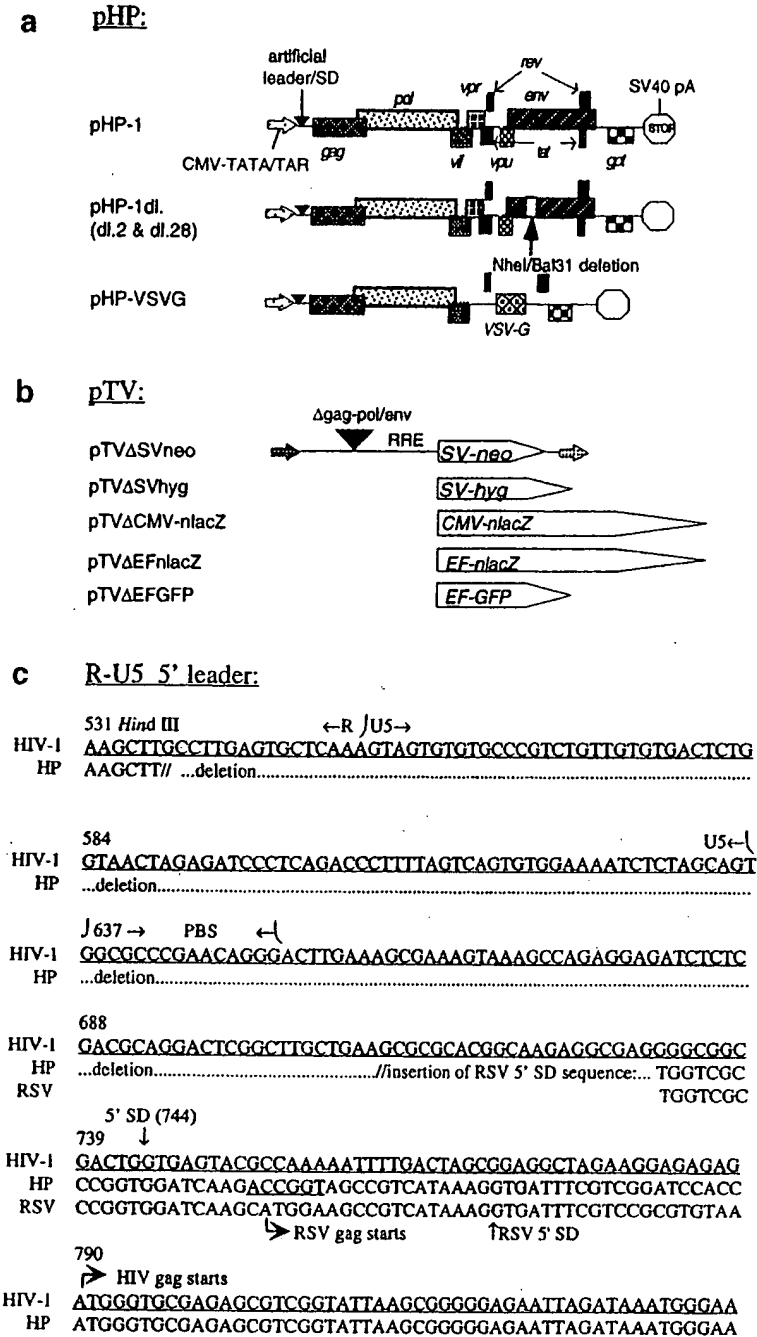 a pHP:
artificial
leader/SD
pol
vpr
rev
env
SV40 pA
pHP-1
STOP
CMV-TATA/TAR
gag
vif
vpu
tat
gpt
pHP-1dl.
(dl.2 & dl.28)
NheI/Bal31 deletion
pHP-VSVG
VSV-G
b pTV:
Δgag-pol/env
RRE
pTVΔSVneo SV-neo
pTVΔSVhyg SV-hyg
pTVΔCMV-nlacZ CMV-nlacZ
pTVΔEFnlacZ EF-nlacZ
pTVΔEFGFP EF-GFP
c R-U5 5' leader:
531 Hind III ←R U5→
HIV-1 AAGCTTGCCTTGAGTGCTCAAAGTAGTGTGTGCCCGTCTGTTGTGTGACTCTG
HP AAGCTT// ...deletion...
584 U5←
HIV-1 GTAACTAGAGATCCCTCAGACCCTTTTAGTCAGTGTGGAAAATCTCTAGCAGT
HP ...deletion...
637→ PBS ←
HIV-1 GGCGCCCGAACAGGGACTTGAAAGCGAAAGTAAAGCCAGAGGAGATCTCTC
HP ...deletion...
688
HIV-1 GACGCAGGACTCGGCTTGCTGAAGCGCGCACGGCAAGAGGCGAGGGGCGGC
HP ...deletion...//insertion of RSV 5' SD sequence:... TGGTCGC
RSV TGGTCGC
5' SD (744)
739 ↓
HIV-1 GACTGGTGAGTACGCCAAAAATTTTGACTAGCGGAGGCTAGAAGGAGAGAG
HP CCGGTGGATCAAGACCGGTAGCCGTCATAAAGGTGATTTCGTCGGATCCACC
RSV CCGGTGGATCAAGCATGGAAGCCGTCATAAAGGTGATTTCGTCCGCGTGTAA
RSV gag starts ↑RSV 5' SD
790
HIV gag starts
HIV-1 ATGGGTGCGAGAGCGTCGGTATTAAGCGGGGGAGAATTAGATAAATGGGAA
HP ATGGGTGCGAGAGCGTCGGTATTAAGCGGGGGAGAATTAGATAAATGGGAA